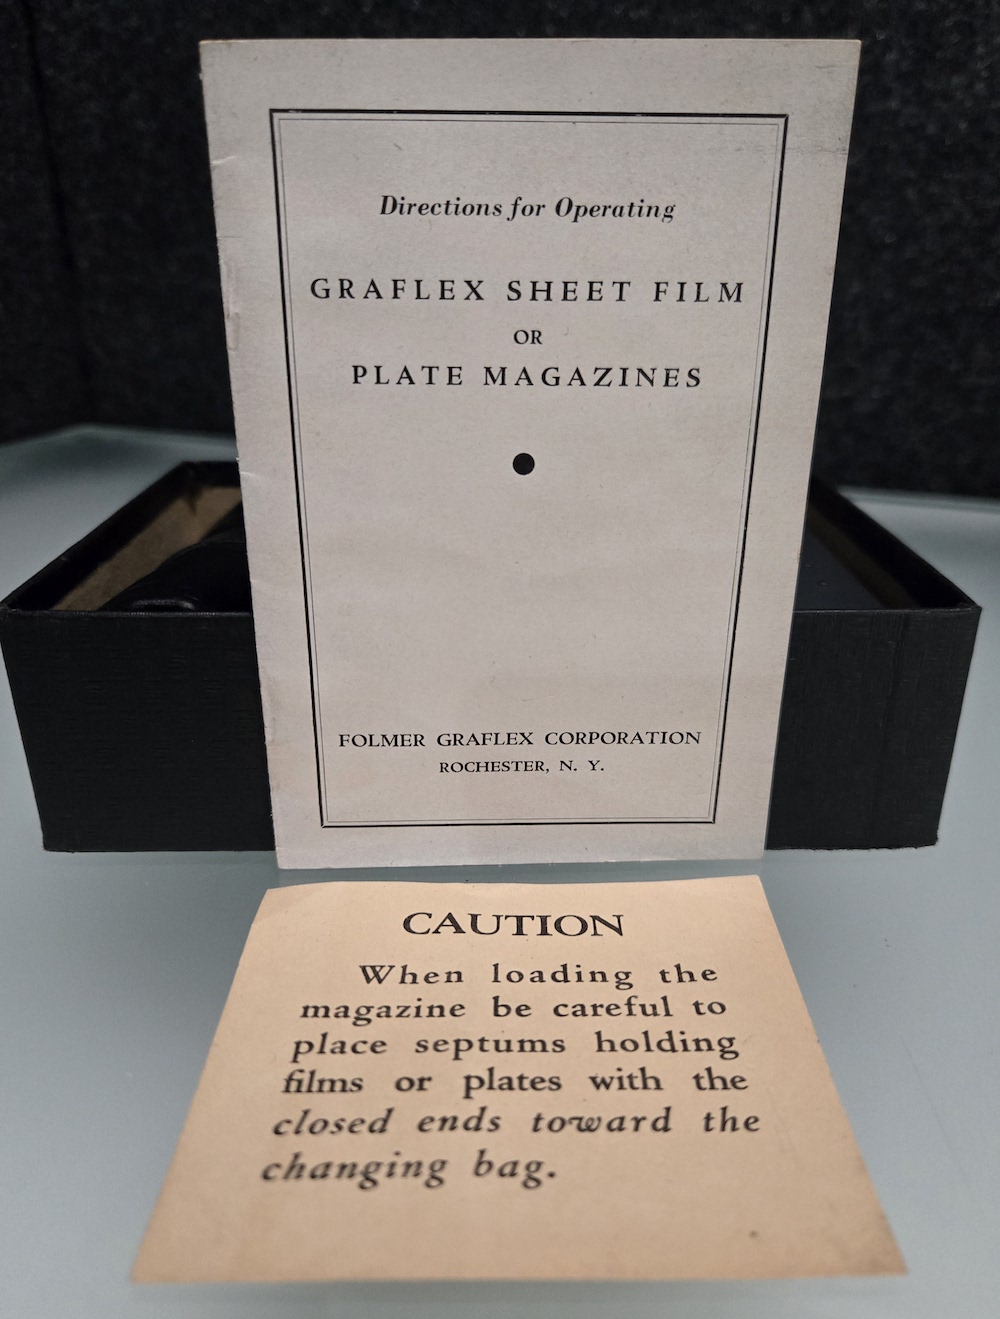 Directions for Operating
GRAFLEX SHEET FILM
OR
PLATE MAGAZINES
FOLMER GRAFLEX CORPORATION
ROCHESTER, N. Y.
CAUTION
When loading the
magazine be careful to
place septums holding
films or plates with the
closed ends toward the
changing bag.